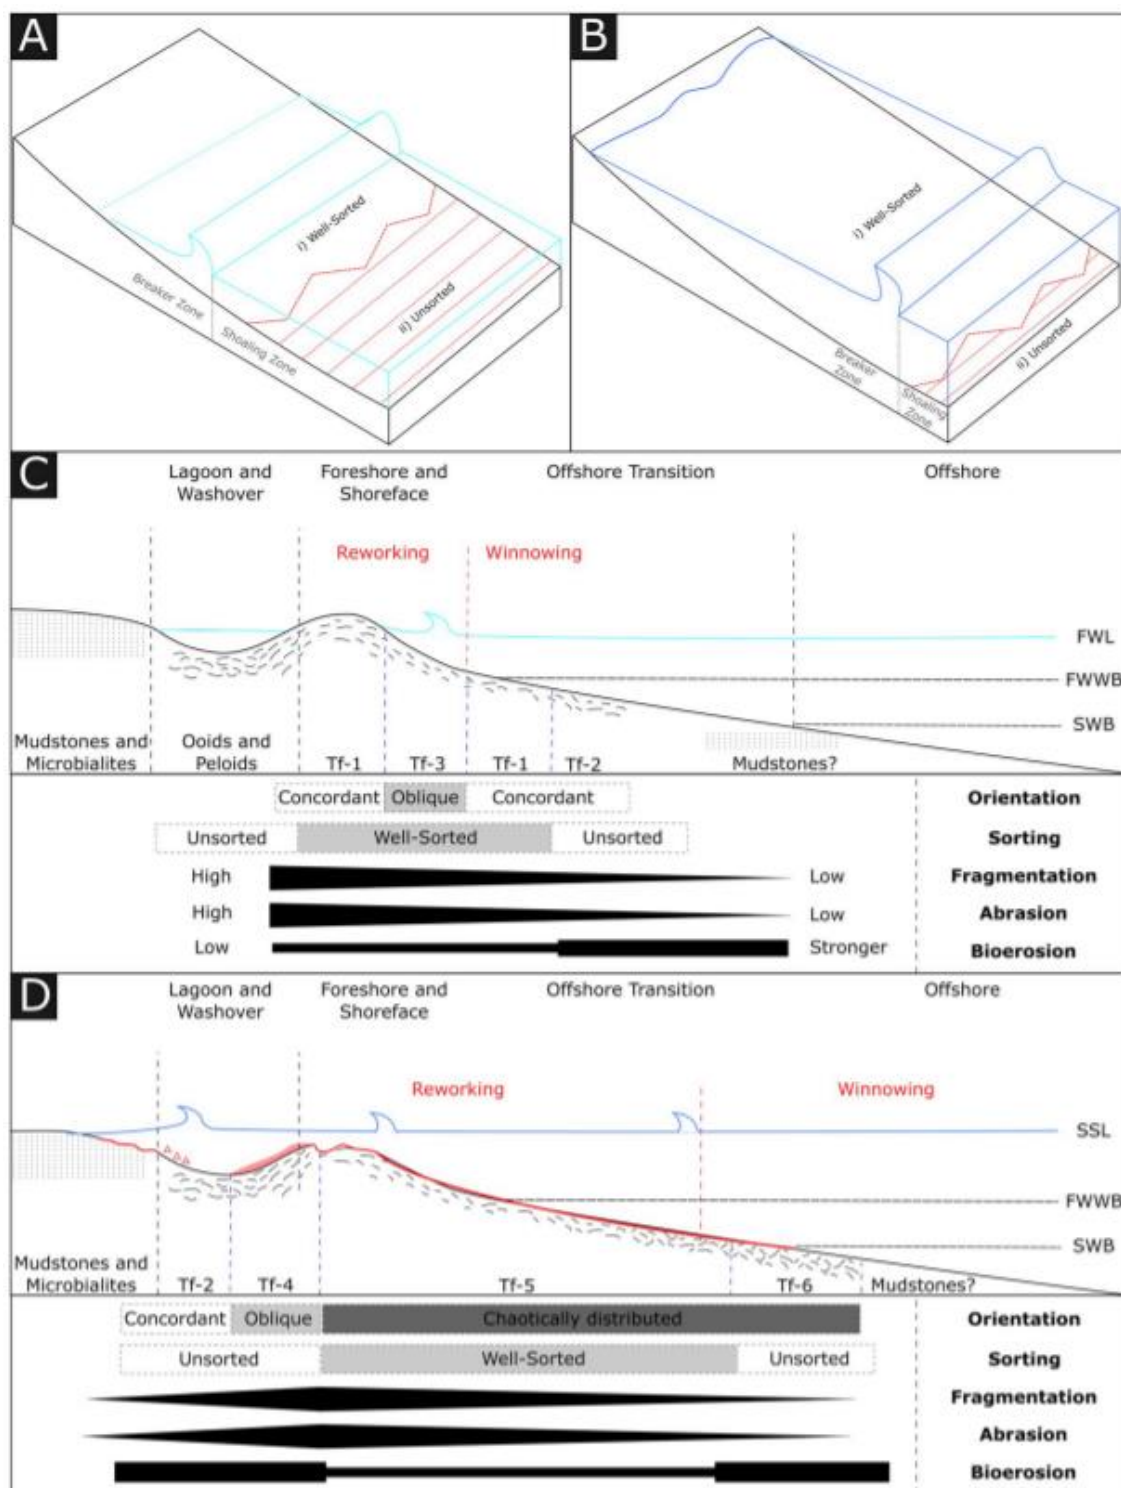 A
B
i) Well-Sorted
ii) Unsorted
Breaker Zone
Shoaling Zone
i) Well-Sorted
ii) Unsorted
Breaker
Zone
Shoaling
Zone
C
Lagoon and
Washover
Foreshore and
Shoreface
Offshore Transition
Offshore
Reworking
Winnowing
FWL
FWWB
SWB
Mudstones and
Microbialites
Ooids and
Peloids
Tf-1
Tf-3
Tf-1
Tf-2
Mudstones?
Concordant
Oblique
Concordant
Orientation
Unsorted
Well-Sorted
Unsorted
Sorting
High
Low
Fragmentation
High
Low
Abrasion
Low
Stronger
Bioerosion
D
Lagoon and
Washover
Foreshore and
Shoreface
Offshore Transition
Offshore
Reworking
Winnowing
SSL
FWWB
SWB
Mudstones and
Microbialites
Tf-2
Tf-4
Tf-5
Tf-6
Mudstones?
Concordant
Oblique
Chaotically distributed
Orientation
Unsorted
Well-Sorted
Unsorted
Sorting
Fragmentation
Abrasion
Bioerosion